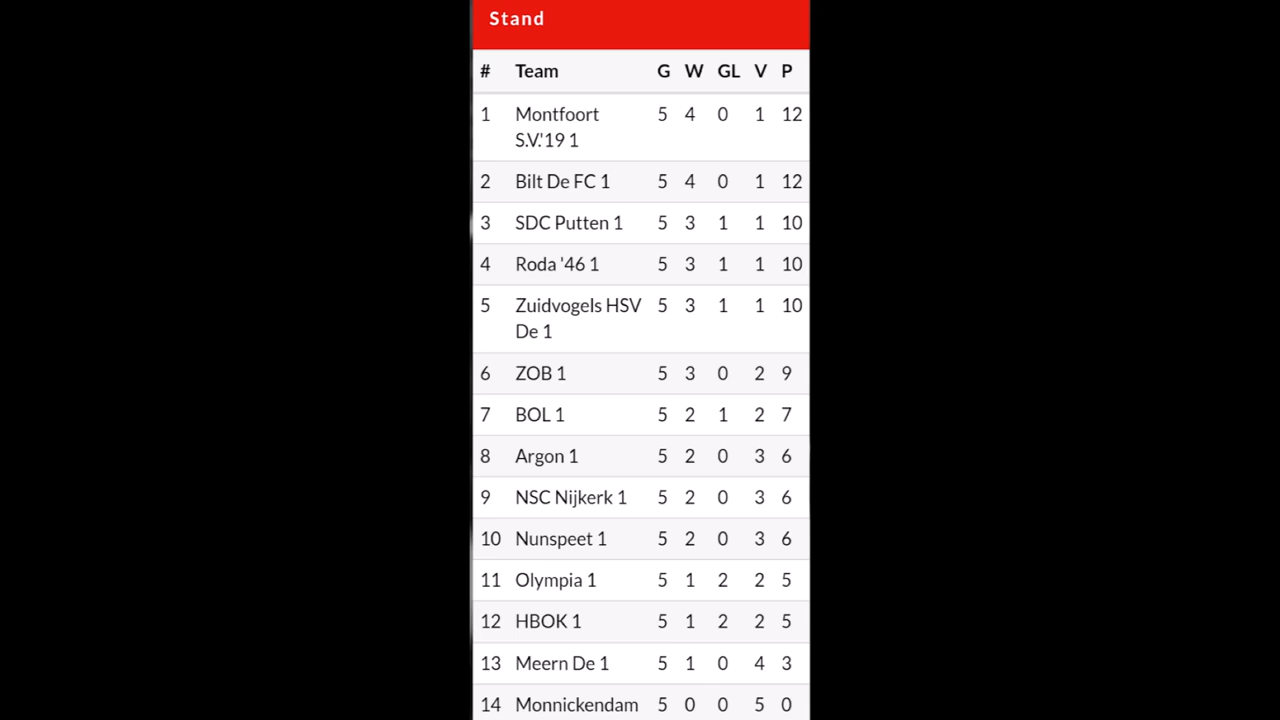 Stand
# Team G W GL V P
1 Montfoort 5 4 0 1 12
S.V.'19 1
2 Bilt De FC 1 5 4 0 1 12
3 SDC Putten 1 5 3 1 1 10
4 Roda '46 1 5 3 1 1 10
5 Zuidvogels HSV 5 3 1 1 10
De 1
6 ZOB 1 5 3 0 2 9
7 BOL 1 5 2 1 2 7
8 Argon 1 5 2 0 3 6
9 NSC Nijkerk 1 5 2 0 3 6
10 Nunspeet 1 5 2 0 3 6
11 Olympia 1 5 1 2 2 5
12 HBOK 1 5 1 2 2 5
13 Meern De 1 5 1 0 4 3
14 Monnickendam 5 0 0 5 0